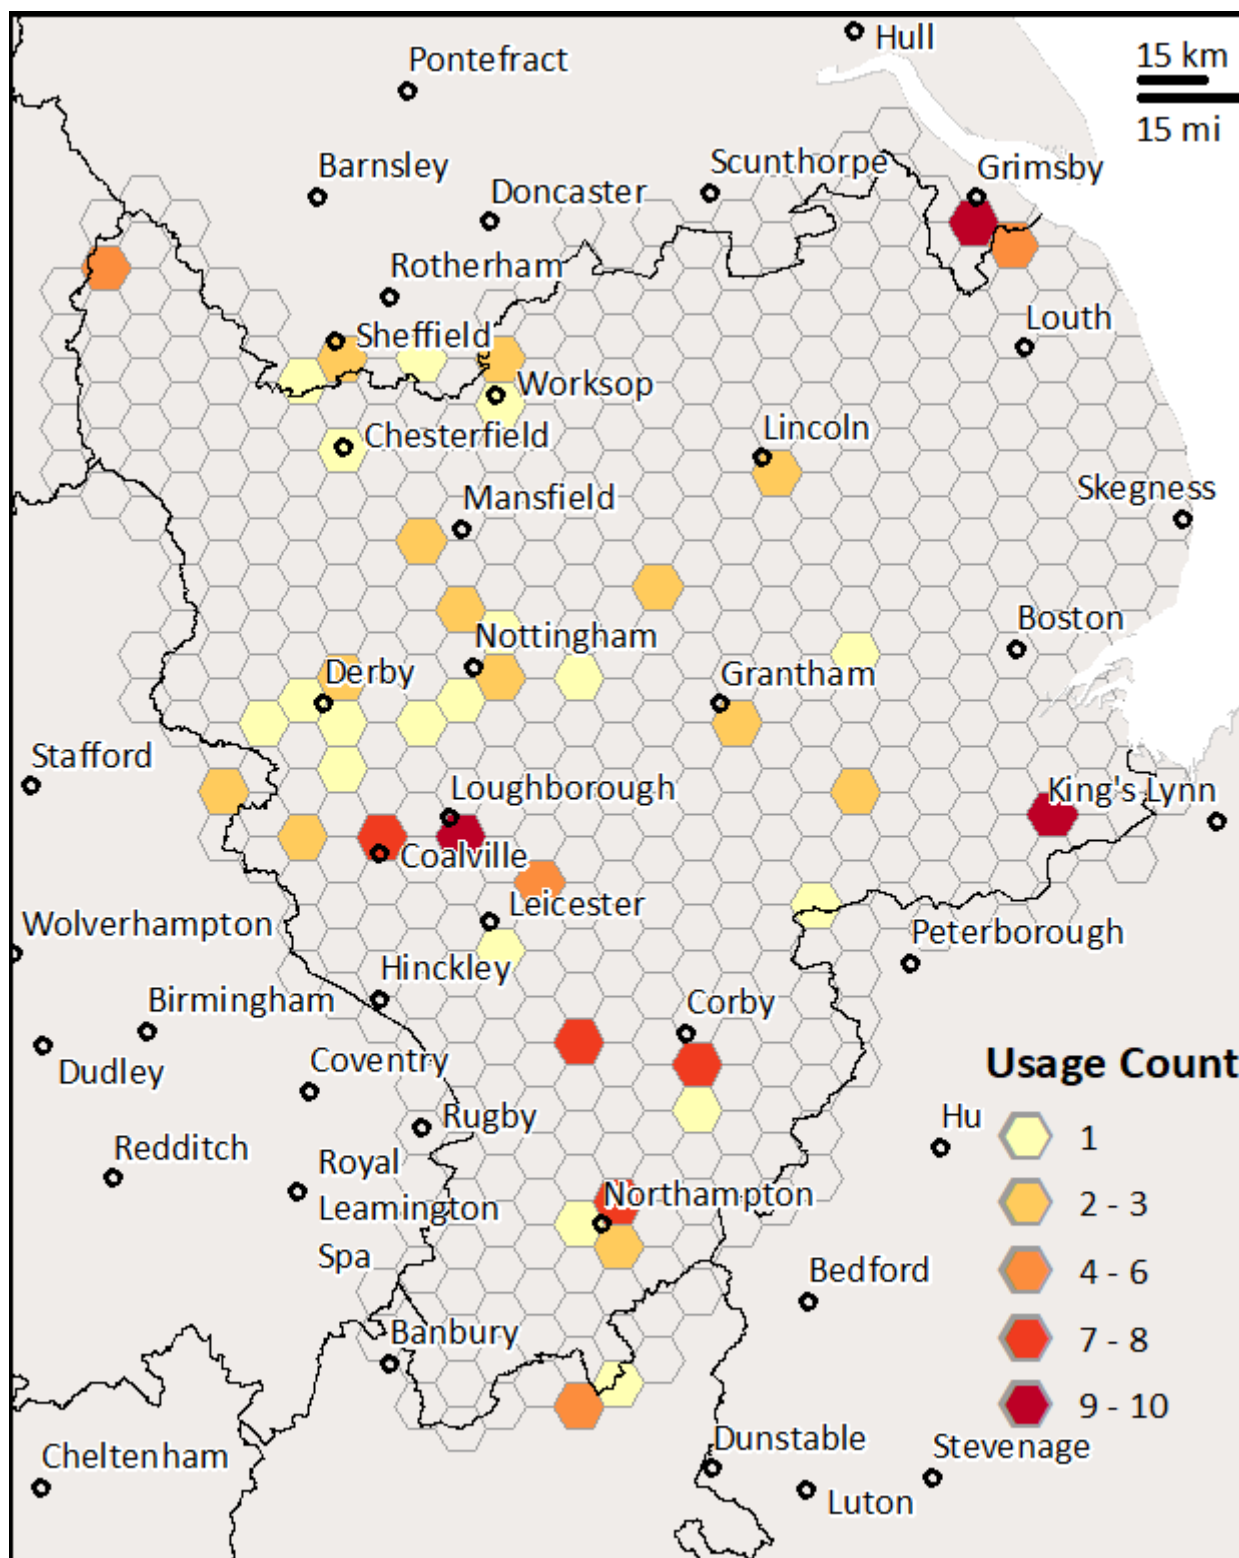 Hull
15 km
Pontefract
15 mi
Barnsley
Scunthorpe
Grimsby
Doncaster
Rotherham
Louth
Sheffield
Worksop
Lincoln
Chesterfield
Skegness
Mansfield
Boston
Nottingham
Derby
Grantham
Stafford
Loughborough
King's Lynn
Coalville
Leicester
Wolverhampton
Peterborough
Hinckley
Birmingham
Corby
Dudley
Coventry
Usage Count
Rugby
Hu
1
Redditch
Royal
Leamington
Spa
Northampton
2 - 3
Bedford
4 - 6
Banbury
7 - 8
9 - 10
Dunstable
Stevenage
Cheltenham
Luton